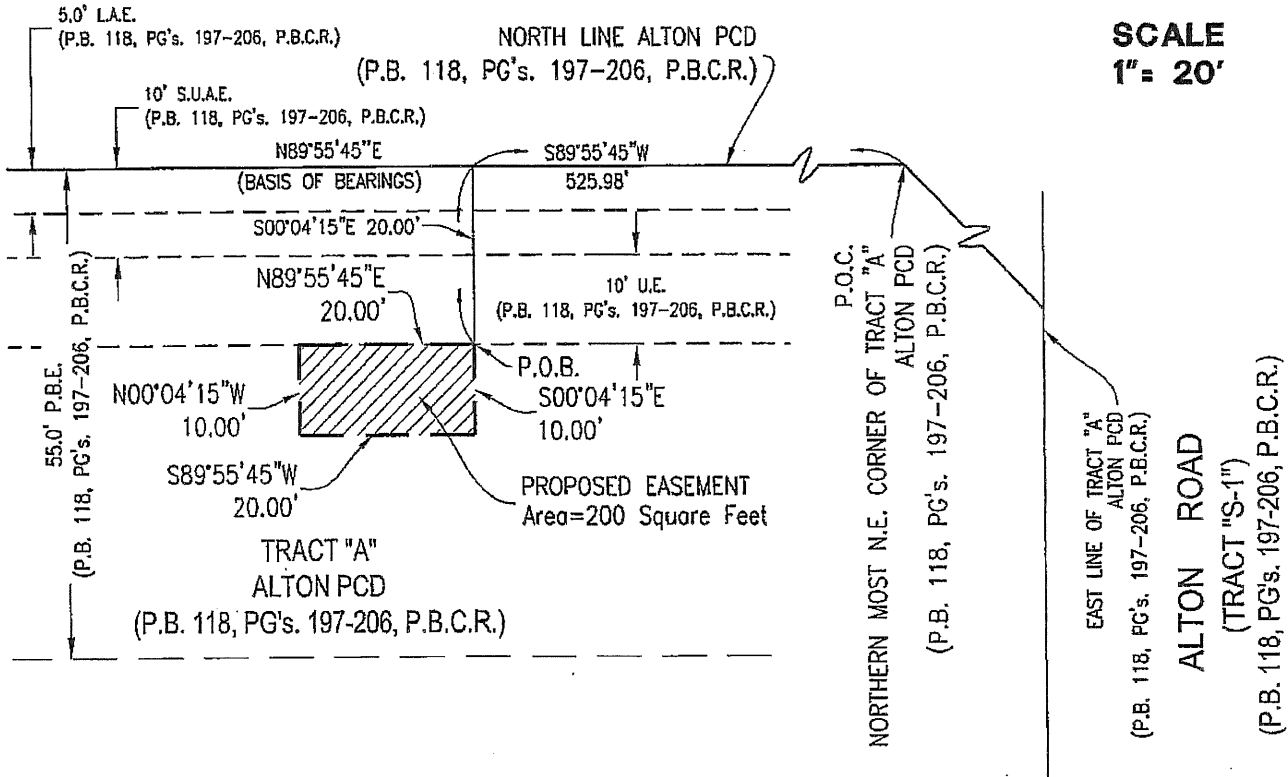 5.0' L.A.E.
(P.B. 118, PG's. 197-206, P.B.C.R.)
NORTH LINE ALTON PCD
(P.B. 118, PG's. 197-206, P.B.C.R.)
SCALE
1"= 20'
10' S.U.A.E.
(P.B. 118, PG's. 197-206, P.B.C.R.)
N89°55'45"E
(BASIS OF BEARINGS)
S89°55'45"W
525.98'
S00°04'15"E 20.00'
N89°55'45"E
20.00'
10' U.E.
(P.B. 118, PG's. 197-206, P.B.C.R.)
55.0' P.B.E.
(P.B. 118, PG's. 197-206, P.B.C.R.)
P.O.B.
N00°04'15"W
10.00'
S00°04'15"E
10.00'
S89°55'45"W
20.00'
PROPOSED EASEMENT
Area=200 Square Feet
TRACT "A"
ALTON PCD
(P.B. 118, PG's. 197-206, P.B.C.R.)
P.O.C.
NORTHERN MOST N.E. CORNER OF TRACT "A"
ALTON PCD
(P.B. 118, PG's. 197-206, P.B.C.R.)
EAST LINE OF TRACT "A"
ALTON PCD
(P.B. 118, PG's. 197-206, P.B.C.R.)
ALTON ROAD
(TRACT "S-1")
(P.B. 118, PG's. 197-206, P.B.C.R.)